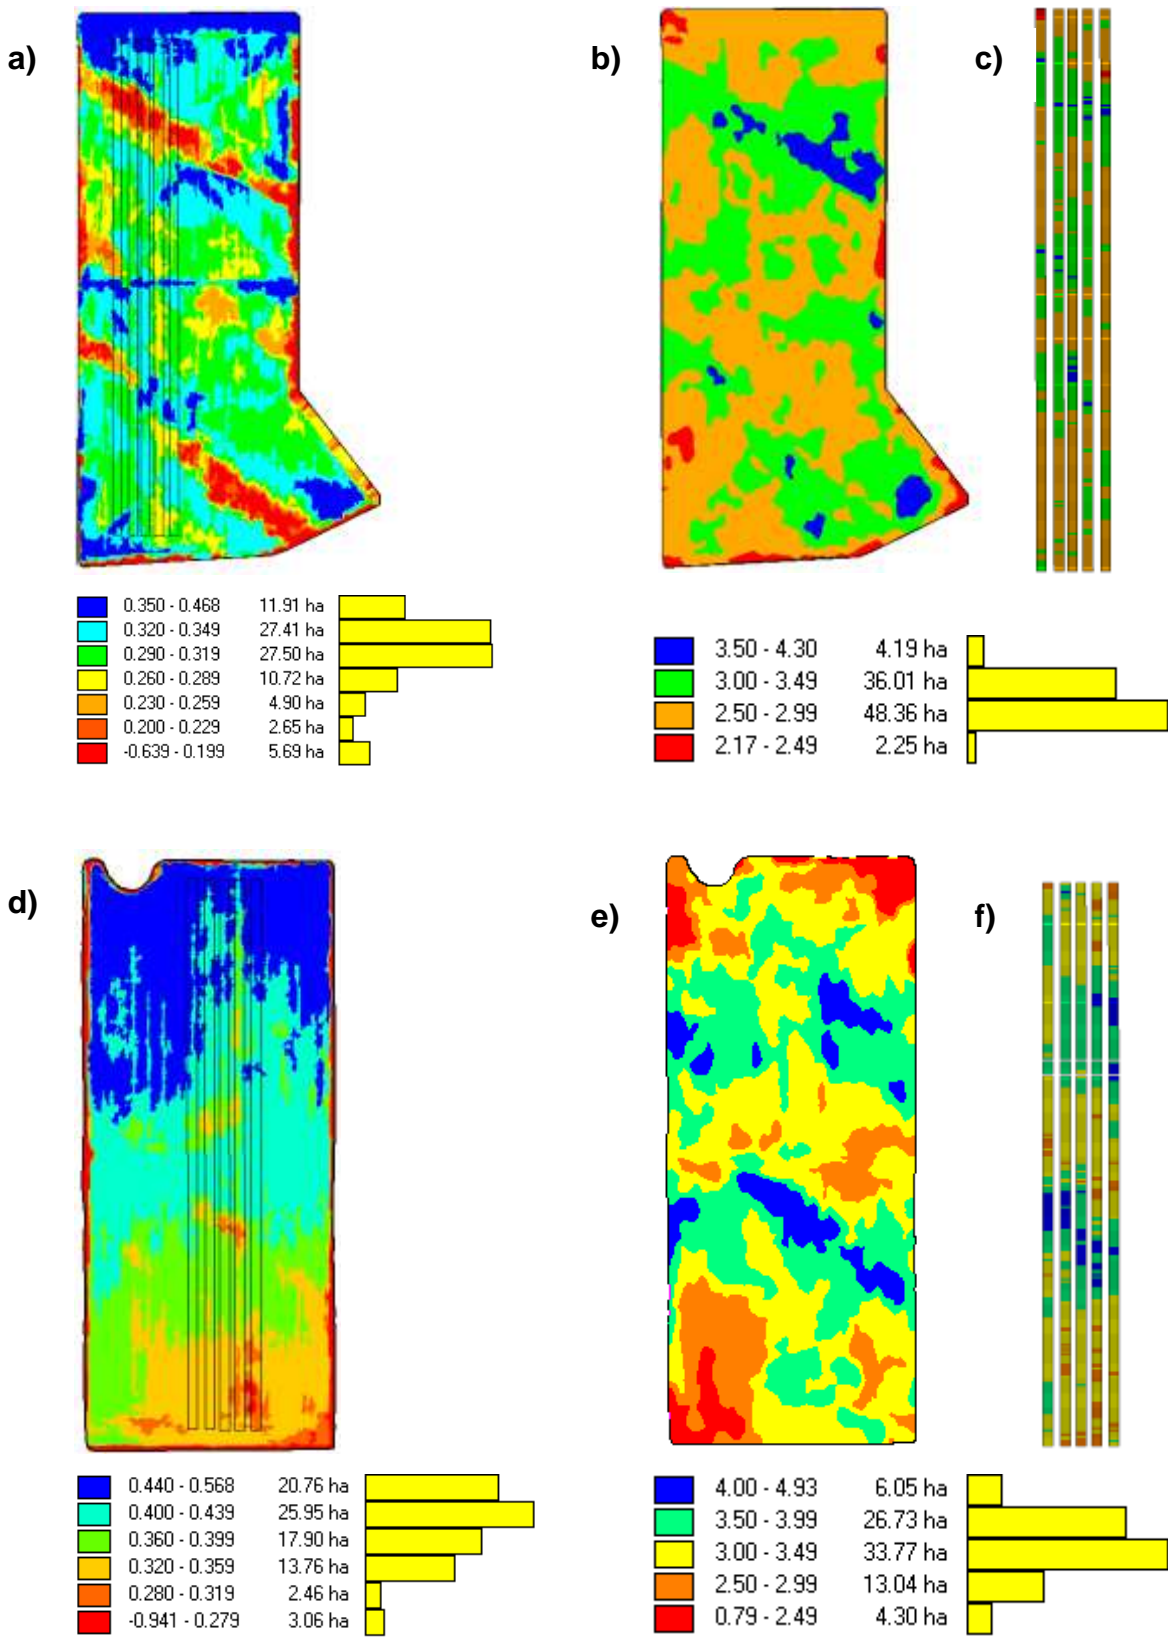 a)
b)
c)
0.350 - 0.468 11.91 ha
0.320 - 0.349 27.41 ha
0.290 - 0.319 27.50 ha
0.260 - 0.289 10.72 ha
0.230 - 0.259 4.90 ha
0.200 - 0.229 2.65 ha
-0.639 - 0.199 5.69 ha
3.50 - 4.30 4.19 ha
3.00 - 3.49 36.01 ha
2.50 - 2.99 48.36 ha
2.17 - 2.49 2.25 ha
d)
e)
f)
0.440 - 0.568 20.76 ha
0.400 - 0.439 25.95 ha
0.360 - 0.399 17.90 ha
0.320 - 0.359 13.76 ha
0.280 - 0.319 2.46 ha
-0.941 - 0.279 3.06 ha
4.00 - 4.93 6.05 ha
3.50 - 3.99 26.73 ha
3.00 - 3.49 33.77 ha
2.50 - 2.99 13.04 ha
0.79 - 2.49 4.30 ha